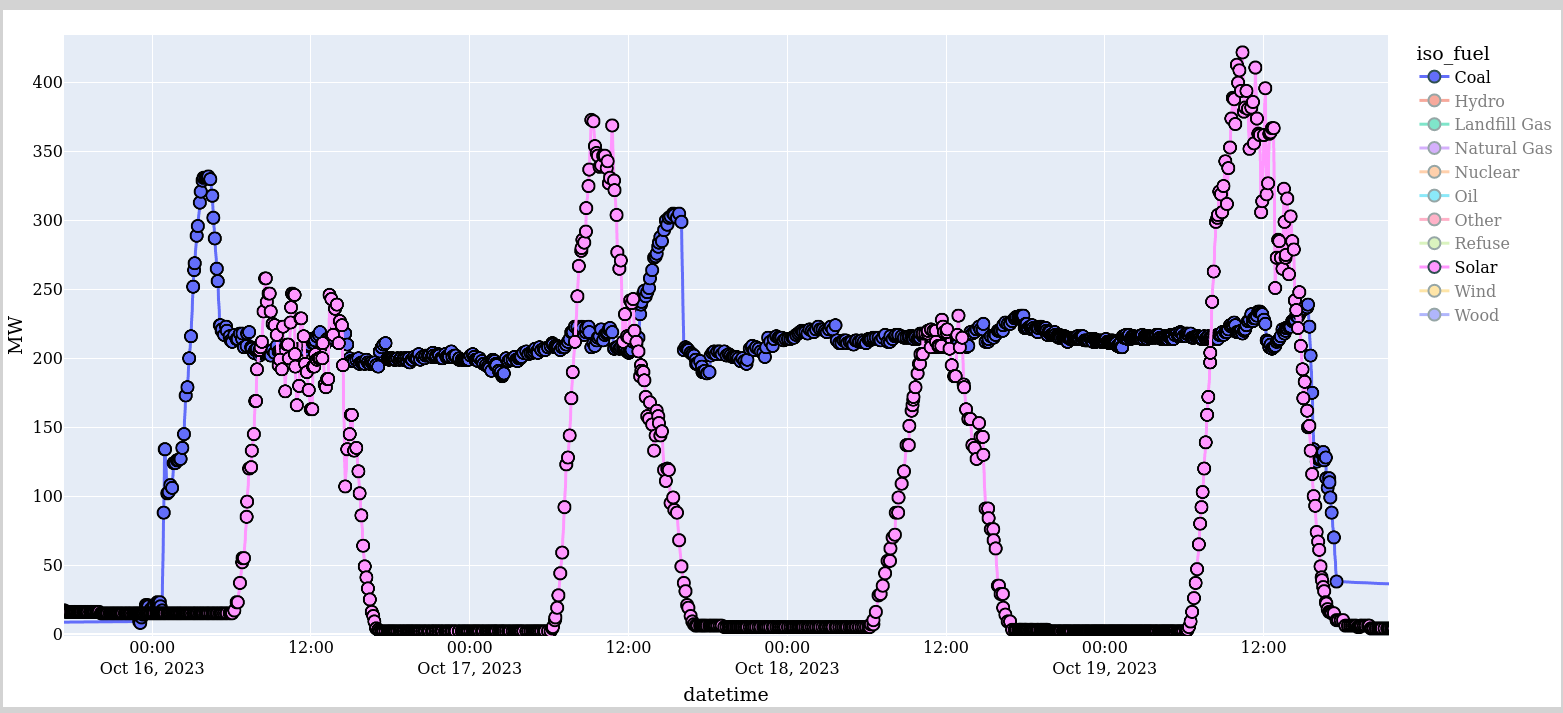 400
350
300
250
200
150
100
50
0
MW
00:00
Oct 16, 2023
12:00
00:00
Oct 17, 2023
12:00
00:00
Oct 18, 2023
12:00
00:00
Oct 19, 2023
12:00
datetime
iso_fuel
Coal
Hydro
Landfill Gas
Natural Gas
Nuclear
Oil
Other
Refuse
Solar
Wind
Wood